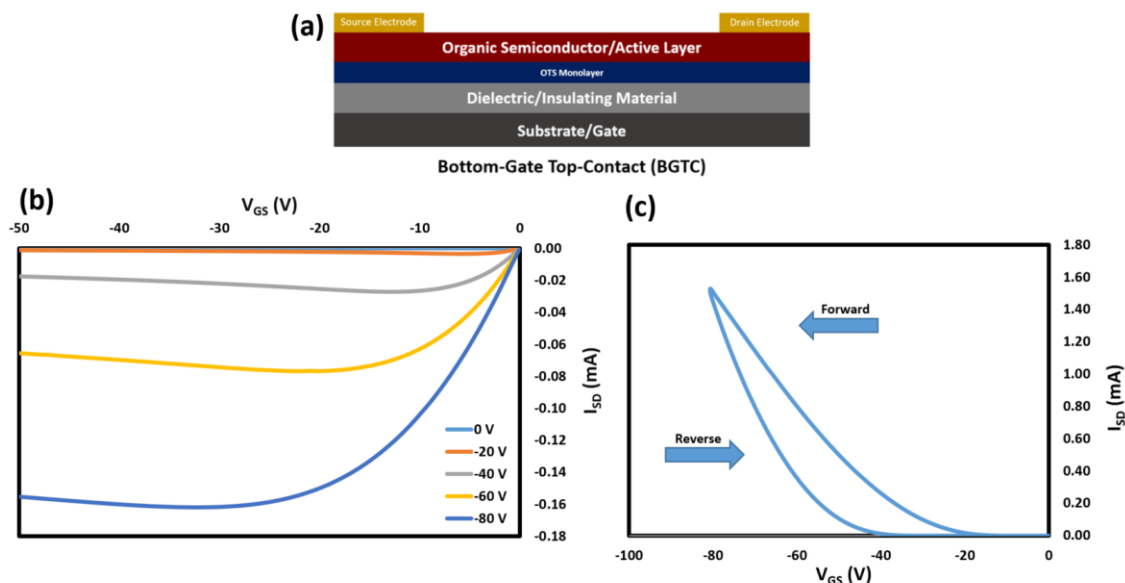 (a)
Source Electrode
Drain Electrode
Organic Semiconductor/Active Layer
OTS Monolayer
Dielectric/Insulating Material
Substrate/Gate
Bottom-Gate Top-Contact (BGTC)
(b)
V_GS (V)
-50 -40 -30 -20 -10 0
0.00
-0.02
-0.04
-0.06
-0.08
-0.10
-0.12
-0.14
-0.16
-0.18
I_SD (mA)
0 V
-20 V
-40 V
-60 V
-80 V
(c)
1.80
1.60
1.40
1.20
1.00
0.80
0.60
0.40
0.20
0.00
I_SD (mA)
Forward
Reverse
-100 -80 -60 -40 -20 0
V_GS (V)